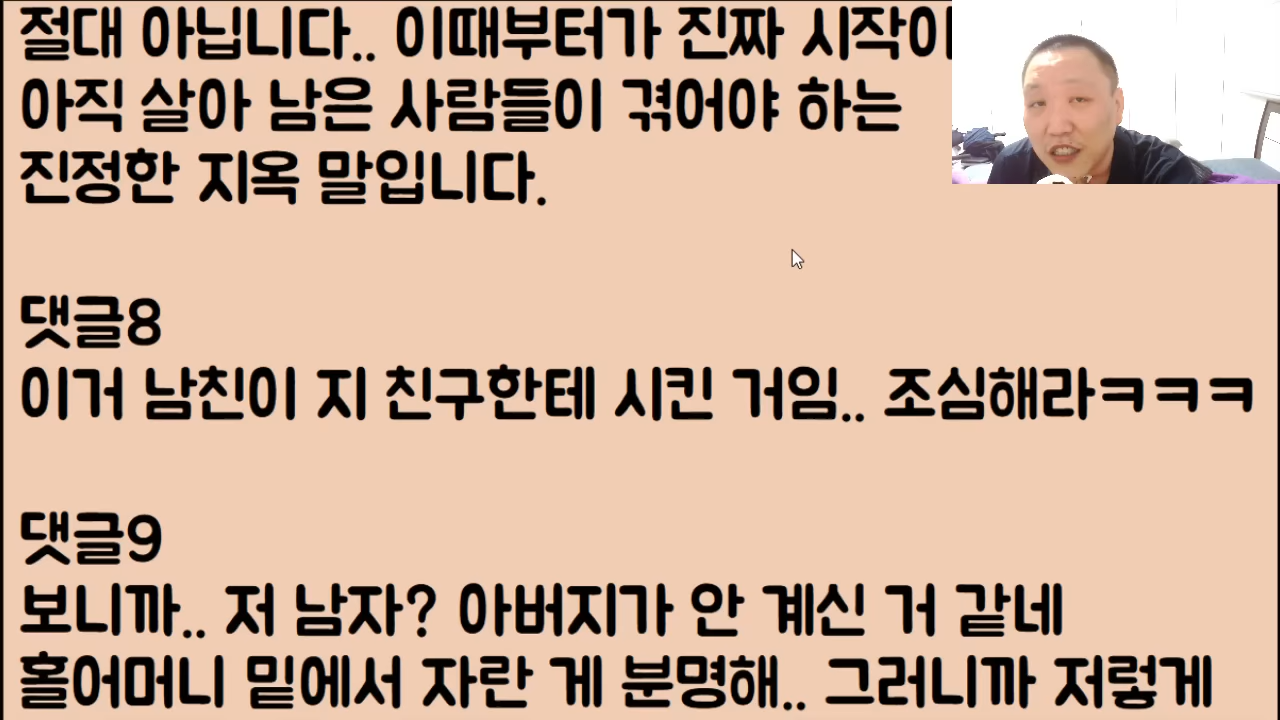 절대 아닙니다.. 이때부터가 진짜 시작이
아직 살아 남은 사람들이 겪어야 하는
진정한 지옥 말입니다.
댓글8
이거 남친이 지 친구한테 시킨 거임.. 조심해라ㅋㅋㅋ
댓글9
보니까.. 저 남자? 아버지가 안 계신 거 같네
홀어머니 밑에서 자란 게 분명해.. 그러니까 저렇게